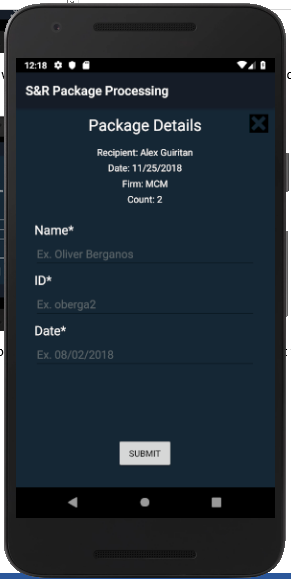 12:18
S&R Package Processing
Package Details
Recipient: Alex Guiritan
Date: 11/25/2018
Firm: MCM
Count: 2
Name*
Ex. Oliver Berganos
ID*
Ex. oberga2
Date*
Ex. 08/02/2018
SUBMIT